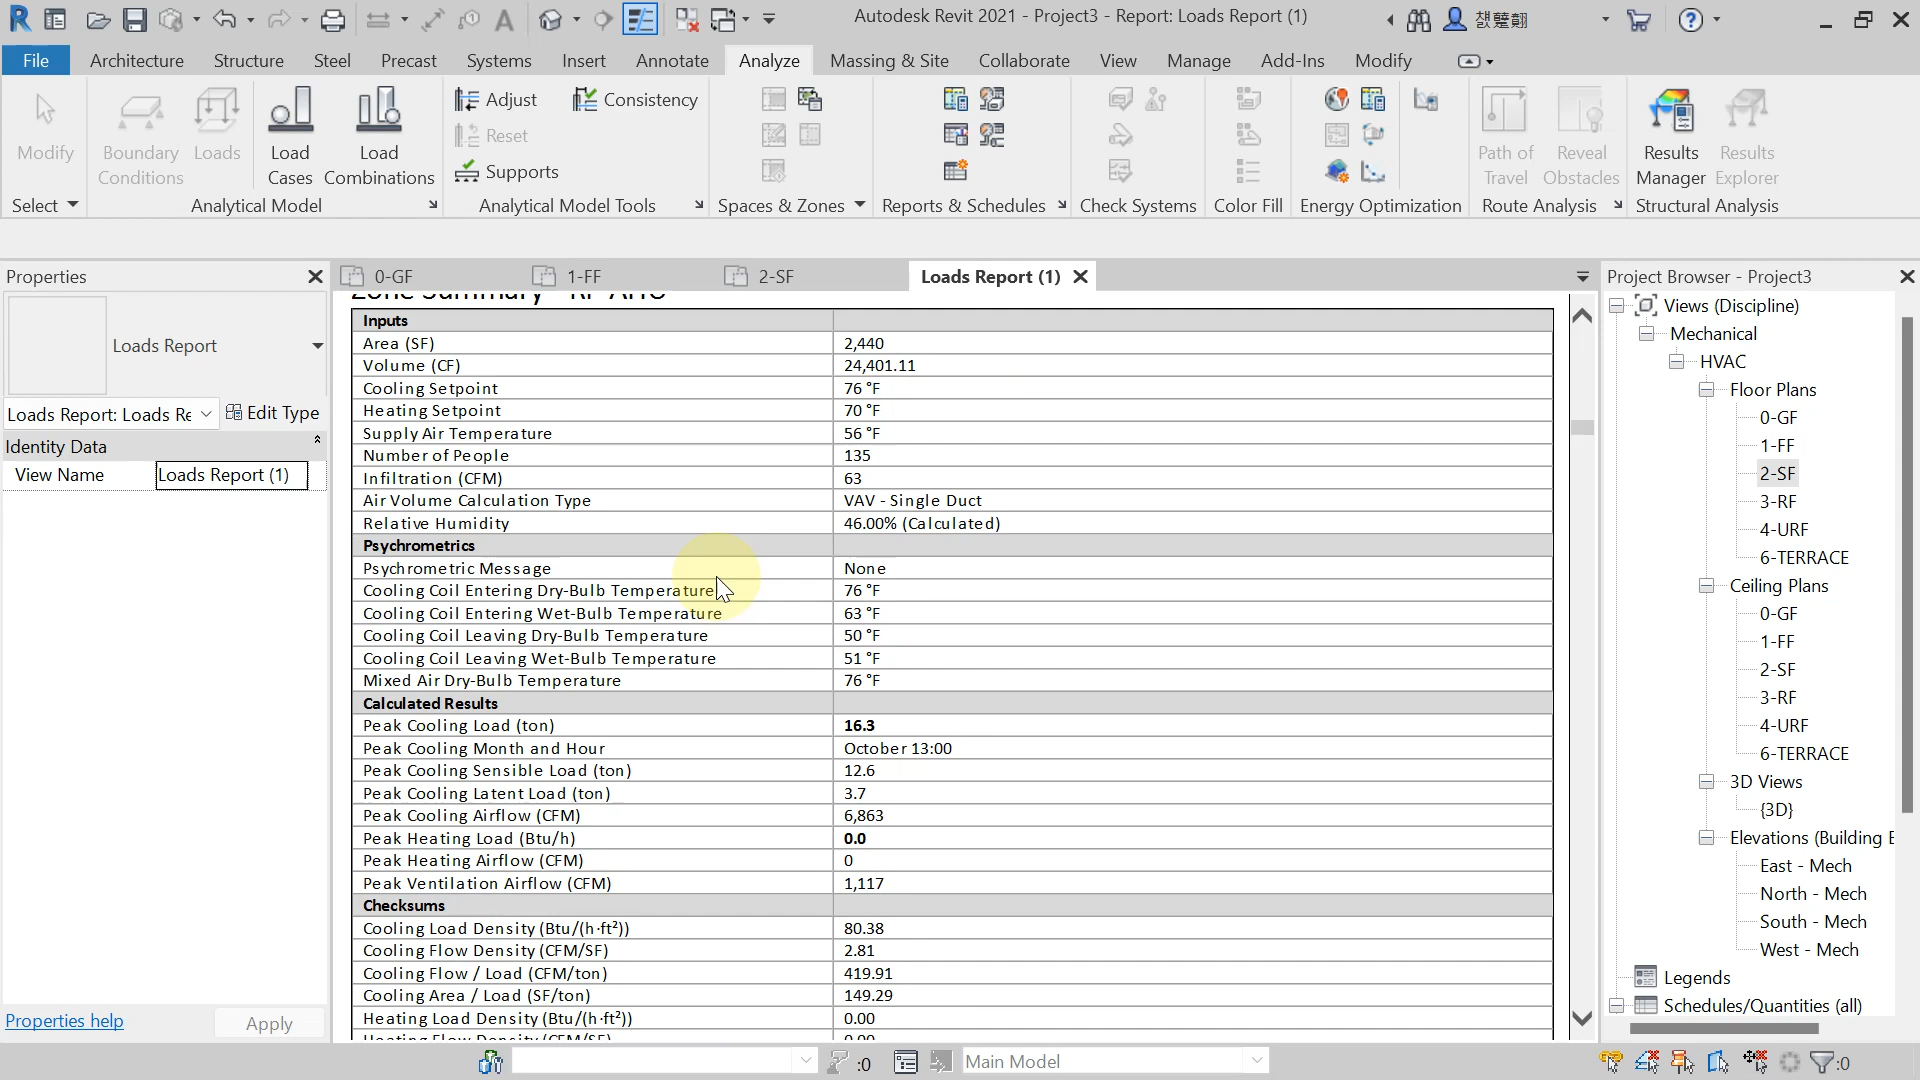 Autodesk Revit 2021 - Project3 - Report: Loads Report (1)
File Architecture Structure Steel Precast Systems Insert Annotate Analyze Massing & Site Collaborate View Manage Add-Ins Modify
Modify
Boundary Conditions
Loads
Load Cases
Load Combinations
Adjust
Consistency
Reset
Supports
Path of Travel
Reveal Obstacles
Results Manager
Results Explorer
Select Analytical Model Analytical Model Tools Spaces & Zones Reports & Schedules Check Systems Color Fill Energy Optimization Route Analysis Structural Analysis
Properties
Loads Report
Loads Report: Loads Re
Edit Type
Identity Data
View Name Loads Report (1)
Properties help
Apply
0-GF 1-FF 2-SF Loads Report (1)
Inputs
Area (SF) 2,440
Volume (CF) 24,401.11
Cooling Setpoint 76 °F
Heating Setpoint 70 °F
Supply Air Temperature 56 °F
Number of People 135
Infiltration (CFM) 63
Air Volume Calculation Type VAV - Single Duct
Relative Humidity 46.00% (Calculated)
Psychrometrics
Psychrometric Message None
Cooling Coil Entering Dry-Bulb Temperature 76 °F
Cooling Coil Entering Wet-Bulb Temperature 63 °F
Cooling Coil Leaving Dry-Bulb Temperature 50 °F
Cooling Coil Leaving Wet-Bulb Temperature 51 °F
Mixed Air Dry-Bulb Temperature 76 °F
Calculated Results
Peak Cooling Load (ton) 16.3
Peak Cooling Month and Hour October 13:00
Peak Cooling Sensible Load (ton) 12.6
Peak Cooling Latent Load (ton) 3.7
Peak Cooling Airflow (CFM) 6,863
Peak Heating Load (Btu/h) 0.0
Peak Heating Airflow (CFM) 0
Peak Ventilation Airflow (CFM) 1,117
Checksums
Cooling Load Density (Btu/(h·ft²)) 80.38
Cooling Flow Density (CFM/SF) 2.81
Cooling Flow / Load (CFM/ton) 419.91
Cooling Area / Load (SF/ton) 149.29
Heating Load Density (Btu/(h·ft²)) 0.00
Project Browser - Project3
Views (Discipline)
Mechanical
HVAC
Floor Plans
0-GF
1-FF
2-SF
3-RF
4-URF
6-TERRACE
Ceiling Plans
0-GF
1-FF
2-SF
3-RF
4-URF
6-TERRACE
3D Views
{3D}
Elevations (Building E
East - Mech
North - Mech
South - Mech
West - Mech
Legends
Schedules/Quantities (all)
:0
Main Model
:0